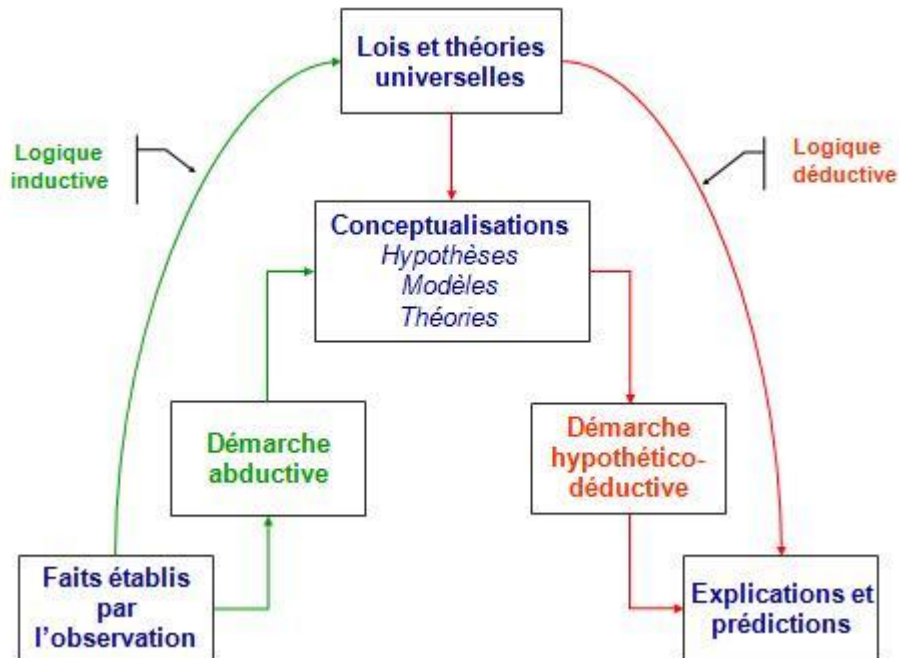 Lois et théories
universelles
Logique
inductive
Logique
déductive
Conceptualisations
Hypothèses
Modèles
Théories
Démarche
abductive
Démarche
hypothético-
déductive
Faits établis
par
l'observation
Explications et
prédictions